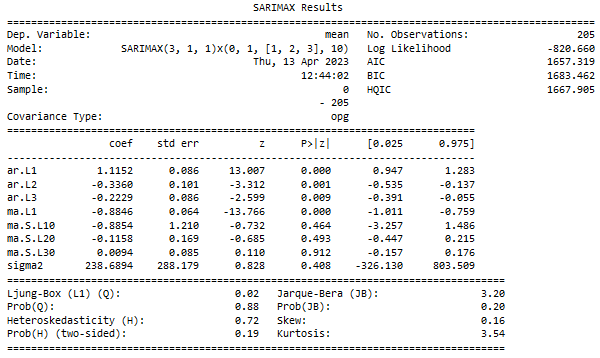 SARIMAX Results
==============================================================================================
Dep. Variable: mean No. Observations: 205
Model: SARIMAX(3, 1, 1)x(0, 1, [1, 2, 3], 10) Log Likelihood -820.660
Date: Thu, 13 Apr 2023 AIC 1657.319
Time: 12:44:02 BIC 1683.462
Sample: 0 HQIC 1667.905
- 205
Covariance Type: opg
==============================================================================
coef std err z P>|z| [0.025 0.975]
------------------------------------------------------------------------------
ar.L1 1.1152 0.086 13.007 0.000 0.947 1.283
ar.L2 -0.3360 0.101 -3.312 0.001 -0.535 -0.137
ar.L3 -0.2229 0.086 -2.599 0.009 -0.391 -0.055
ma.L1 -0.8846 0.064 -13.766 0.000 -1.011 -0.759
ma.S.L10 -0.8854 1.210 -0.732 0.464 -3.257 1.486
ma.S.L20 -0.1158 0.169 -0.685 0.493 -0.447 0.215
ma.S.L30 0.0094 0.085 0.110 0.912 -0.157 0.176
sigma2 238.6894 288.179 0.828 0.408 -326.130 803.509
===================================================================================
Ljung-Box (L1) (Q): 0.02 Jarque-Bera (JB): 3.20
Prob(Q): 0.88 Prob(JB): 0.20
Heteroskedasticity (H): 0.72 Skew: 0.16
Prob(H) (two-sided): 0.19 Kurtosis: 3.54
===================================================================================